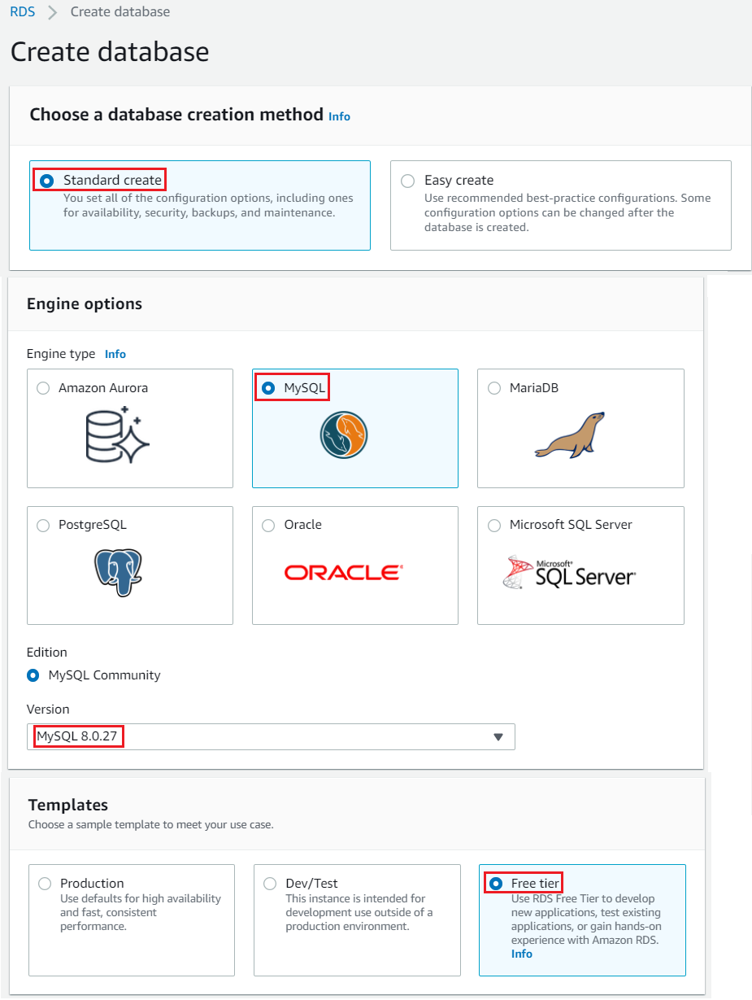 RDS > Create database
Create database
Choose a database creation method Info
Standard create
You set all of the configuration options, including ones
for availability, security, backups, and maintenance.
Easy create
Use recommended best-practice configurations. Some
configuration options can be changed after the
database is created.
Engine options
Engine type Info
Amazon Aurora
MySQL
MariaDB
PostgreSQL
Oracle
ORACLE
Microsoft SQL Server
Microsoft®
SQL Server
Edition
MySQL Community
Version
MySQL 8.0.27
Templates
Choose a sample template to meet your use case.
Production
Use defaults for high availability
and fast, consistent
performance.
Dev/Test
This instance is intended for
development use outside of a
production environment.
Free tier
Use RDS Free Tier to develop
new applications, test existing
applications, or gain hands-on
experience with Amazon RDS.
Info